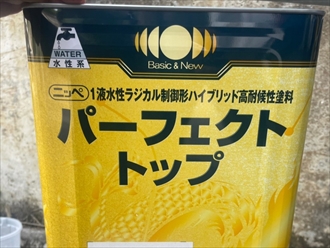 Basic & New
WATER
水性系
ニッペ 1液水性ラジカル制御形ハイブリッド高耐候性塗料
パーフェクト
トップ